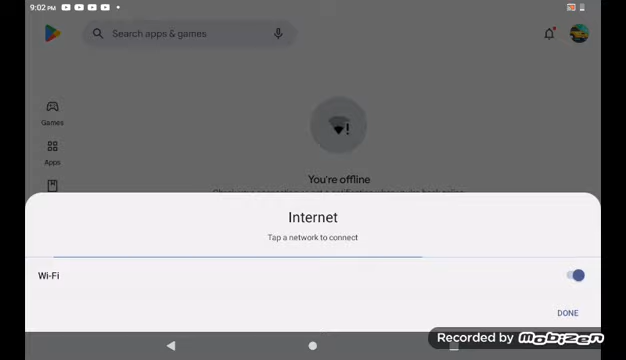 9:02 PM
Search apps & games
Games
Apps
You're offline
Internet
Tap a network to connect
Wi-Fi
DONE
Recorded by mobizen